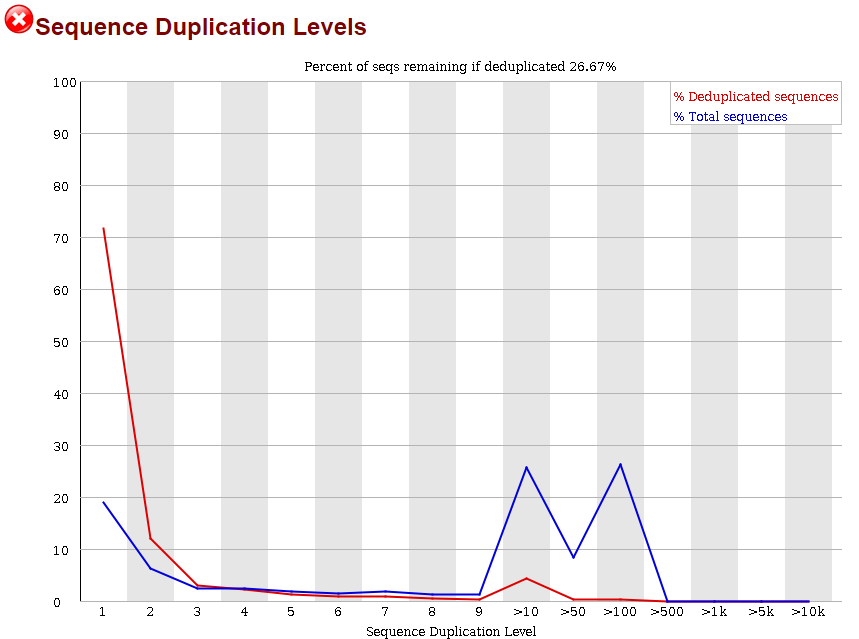 Sequence Duplication Levels
Percent of seqs remaining if deduplicated 26.67%
% Deduplicated sequences
% Total sequences
100
90
80
70
60
50
40
30
20
10
0
1 2 3 4 5 6 7 8 9 >10 >50 >100 >500 >1k >5k >10k
Sequence Duplication Level